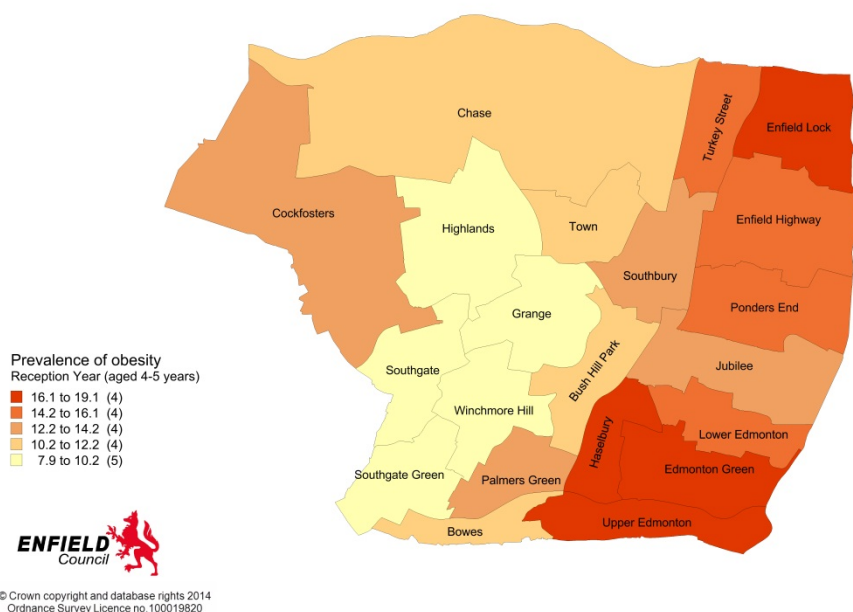 Chase
Turkey Street
Enfield Lock
Cockfosters
Highlands
Town
Enfield Highway
Southbury
Grange
Ponders End
Bush Hill Park
Jubilee
Southgate
Winchmore Hill
Haselbury
Lower Edmonton
Edmonton Green
Southgate Green
Palmers Green
Upper Edmonton
Bowes
Prevalence of obesity
Reception Year (aged 4-5 years)
16.1 to 19.1 (4)
14.2 to 16.1 (4)
12.2 to 14.2 (4)
10.2 to 12.2 (4)
7.9 to 10.2 (5)
ENFIELD
Council
© Crown copyright and database rights 2014
Ordnance Survey Licence no.100019820